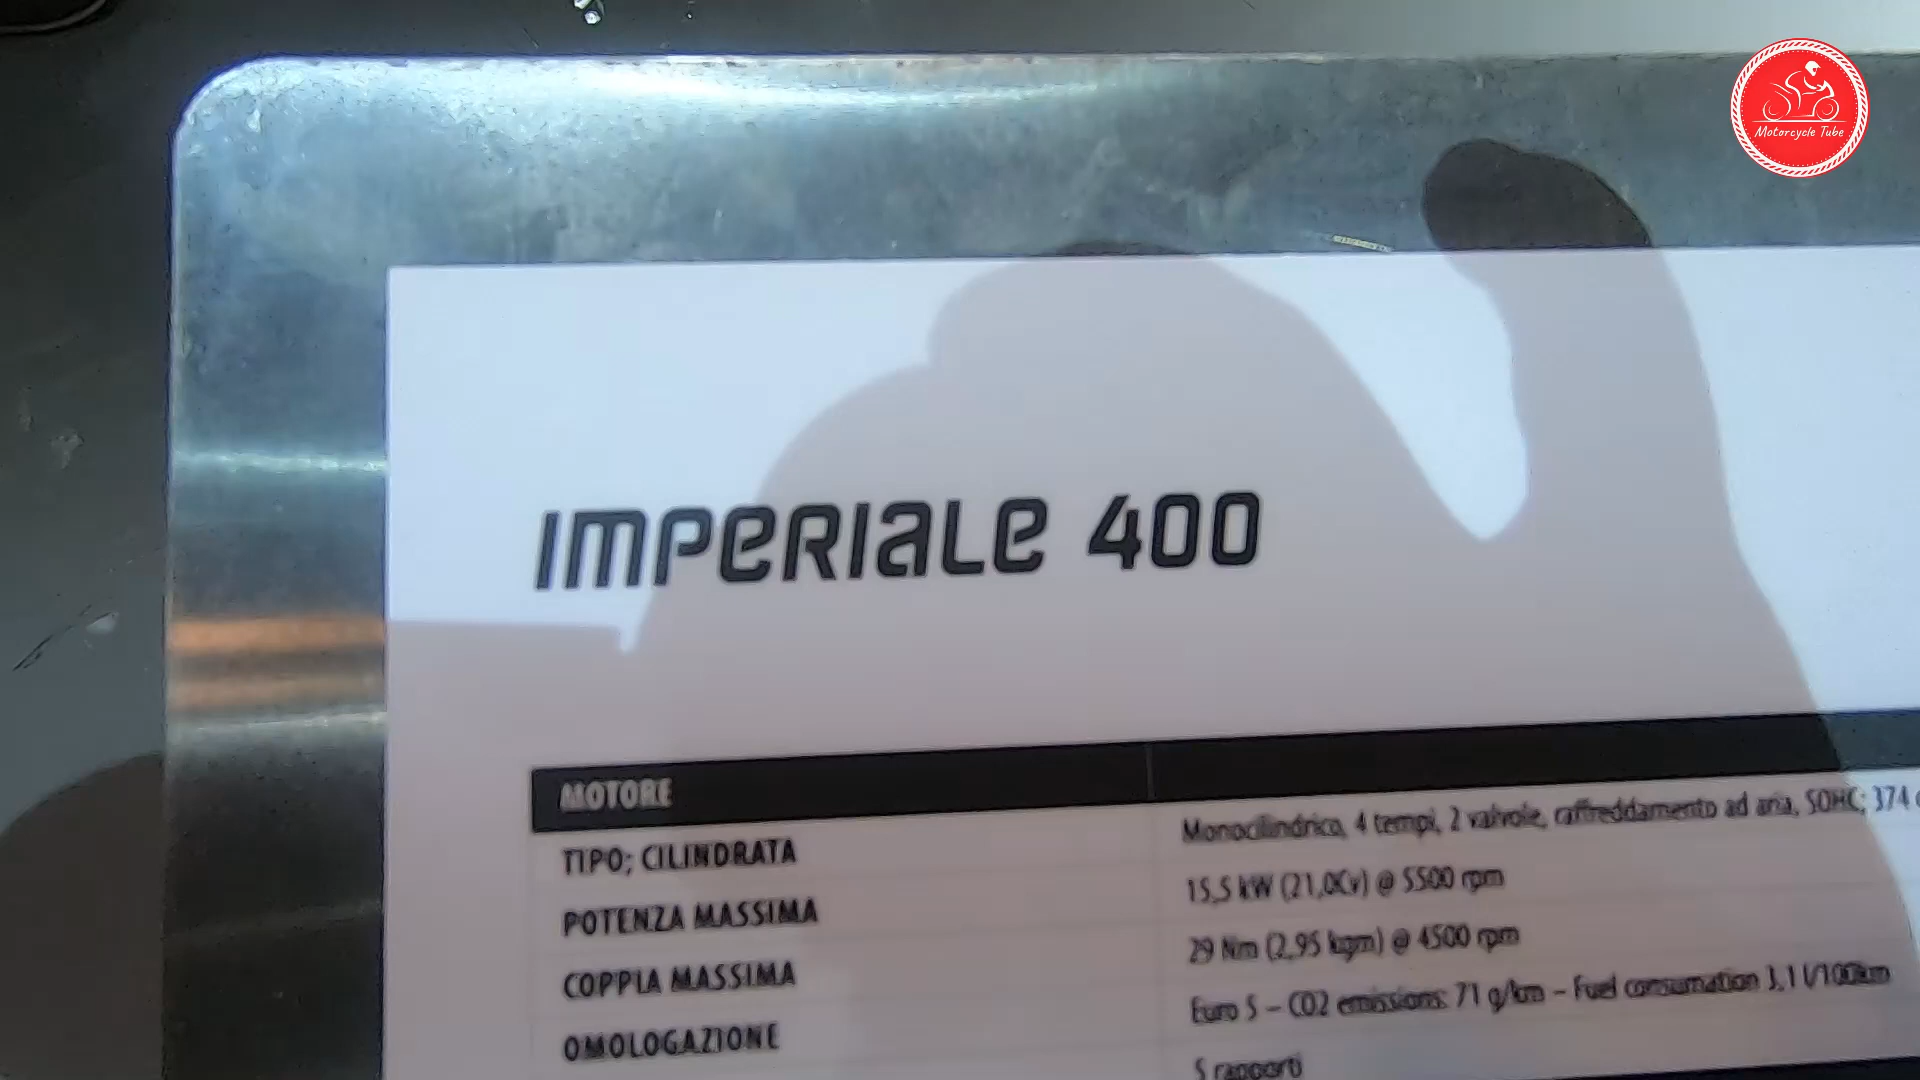 Motorcycle Tube
IMPERIALE 400
MOTORE
TIPO; CILINDRATA
Monocilindrico, 4 tempi, 2 valvole, raffreddamento ad aria, SOHC; 374
POTENZA MASSIMA
15,5 kW (21,0Cv) @ 5500 rpm
COPPIA MASSIMA
29 Nm (2,95 kgm) @ 4500 rpm
OMOLOGAZIONE
Euro 5 – CO2 emissions: 71 g/km – Fuel consumation 3,1 l/100km
5 rapporti